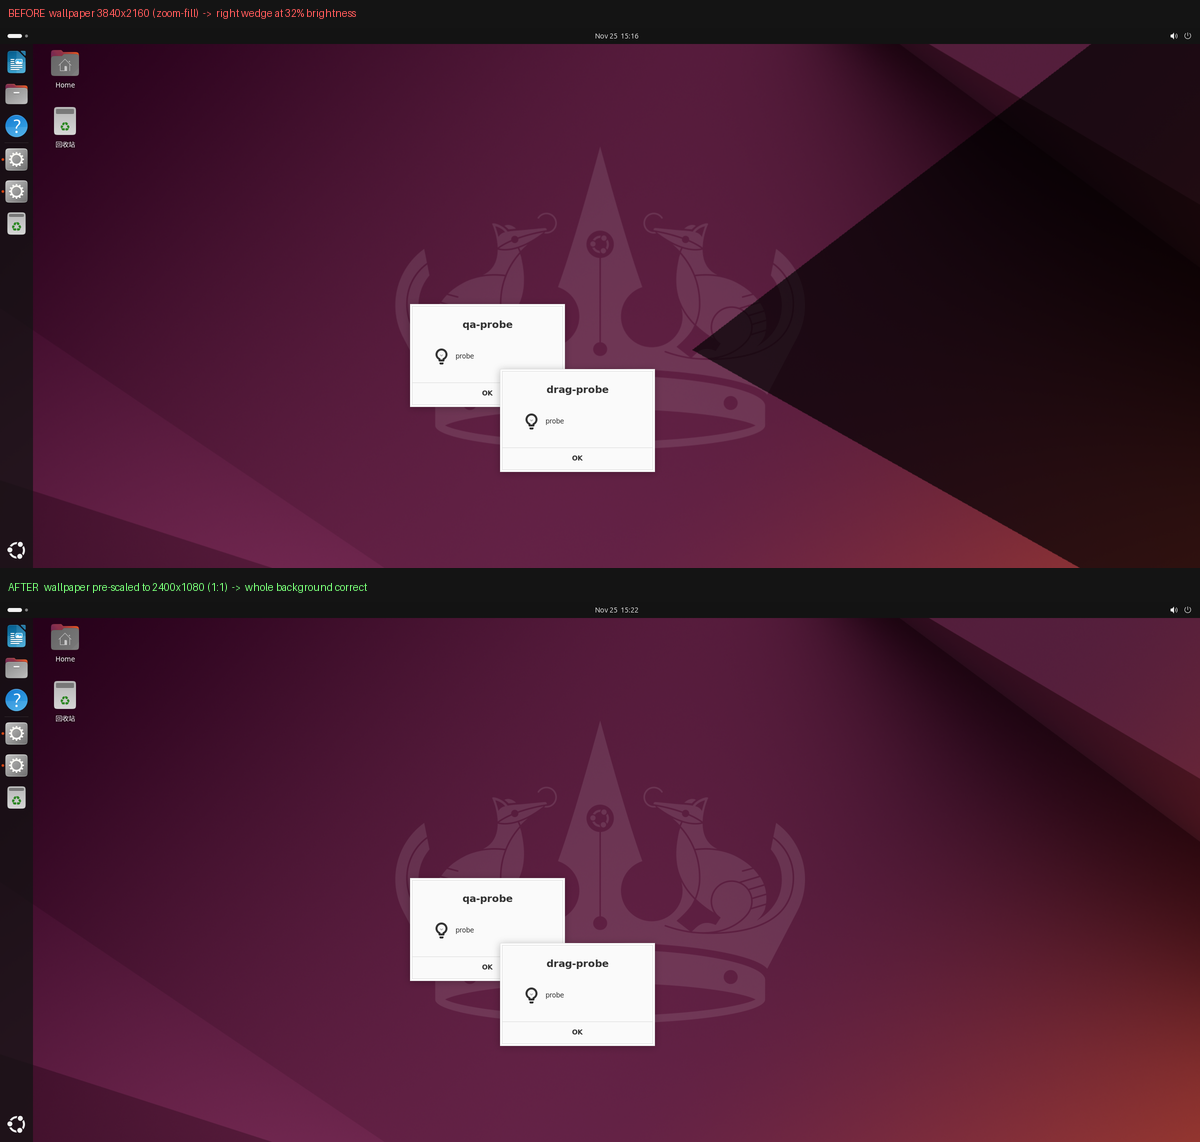 BEFORE wallpaper 3840x2160 (zoom-fill) -> right wedge at 32% brightness
Nov 25 15:16
Home
回收站
qa-probe
probe
OK
drag-probe
probe
OK
AFTER wallpaper pre-scaled to 2400x1080 (1:1) -> whole background correct
Nov 25 15:22
Home
回收站
qa-probe
probe
OK
drag-probe
probe
OK